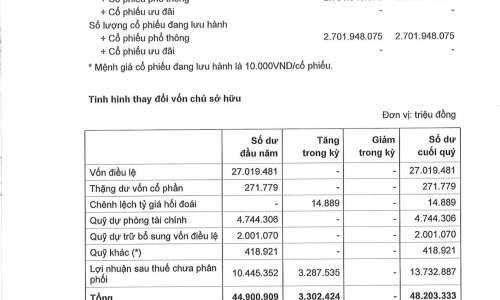 + Cổ phiếu ưu đãi - -
Số lượng cổ phiếu đang lưu hành
+ Cổ phiếu phổ thông 2.701.948.075 2.701.948.075
+ Cổ phiếu ưu đãi - -
* Mệnh giá cổ phiếu đang lưu hành là 10.000VND/cổ phiếu.
Tình hình thay đổi vốn chủ sở hữu
Đơn vị: triệu đồng
Số dư đầu năm Tăng trong kỳ Giảm trong kỳ Số dư cuối quý
Vốn điều lệ 27.019.481 - - 27.019.481
Thặng dư vốn cổ phần 271.779 - - 271.779
Chênh lệch tỷ giá hối đoái - 14.889 - 14.889
Quỹ dự phòng tài chính 4.744.306 - - 4.744.306
Quỹ dự trữ bổ sung vốn điều lệ 2.001.070 - - 2.001.070
Quỹ khác (*) 418.921 - - 418.921
Lợi nhuận sau thuế chưa phân
phối 10.445.352 3.287.535 - 13.732.887
Tổng 44.900.909 3.302.424 - 48.203.333